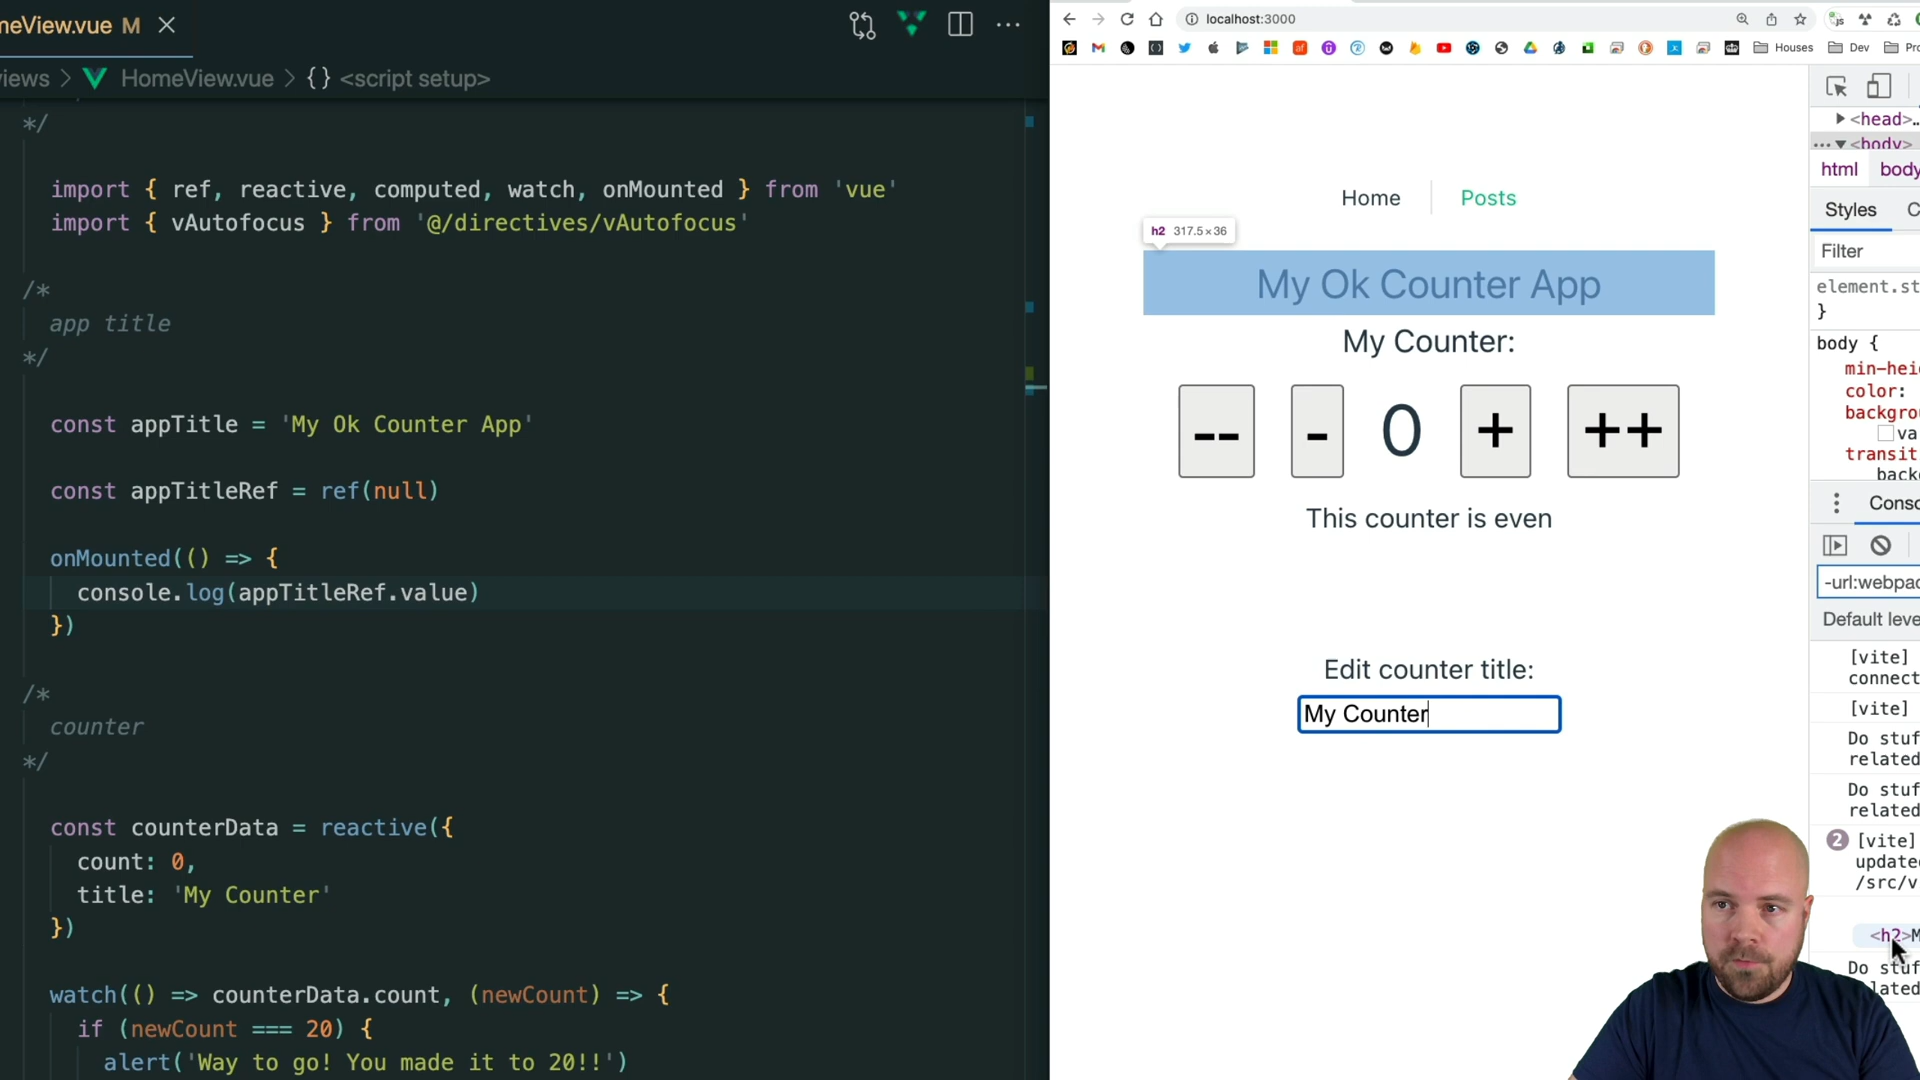 meView.vue M
views > HomeView.vue > {} <script setup>
*/
import { ref, reactive, computed, watch, onMounted } from 'vue'
import { vAutofocus } from '@/directives/vAutofocus'
/*
app title
*/
const appTitle = 'My Ok Counter App'
const appTitleRef = ref(null)
onMounted(() => {
console.log(appTitleRef.value)
})
/*
counter
*/
const counterData = reactive({
count: 0,
title: 'My Counter'
})
watch(() => counterData.count, (newCount) => {
if (newCount === 20) {
alert('Way to go! You made it to 20!!')
localhost:3000
Houses Dev Pro
Home Posts
h2 317.5×36
My Ok Counter App
My Counter:
-- - 0 + ++
This counter is even
Edit counter title:
My Counter
<head>…
… <body>
html body
Styles C
Filter
element.st
}
body {
min-hei
color:
backgrou
va
transit
back
Conso
-url:webpac
Default leve
[vite]
connect
[vite]
Do stuf
related
Do stuf
related
2 [vite]
update
/src/v
<h2>M
Do stuf
lated